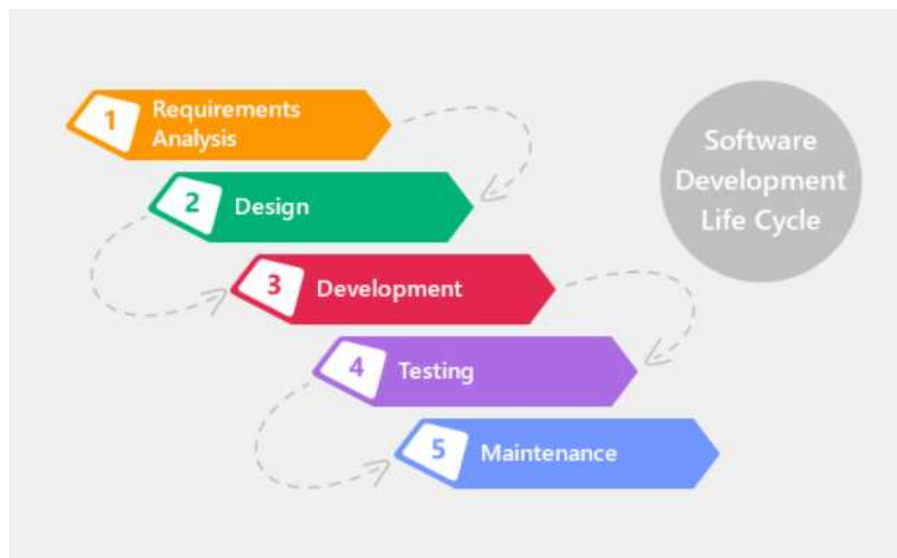 1
Requirements
Analysis
2
Design
3
Development
4
Testing
5
Maintenance
Software
Development
Life Cycle